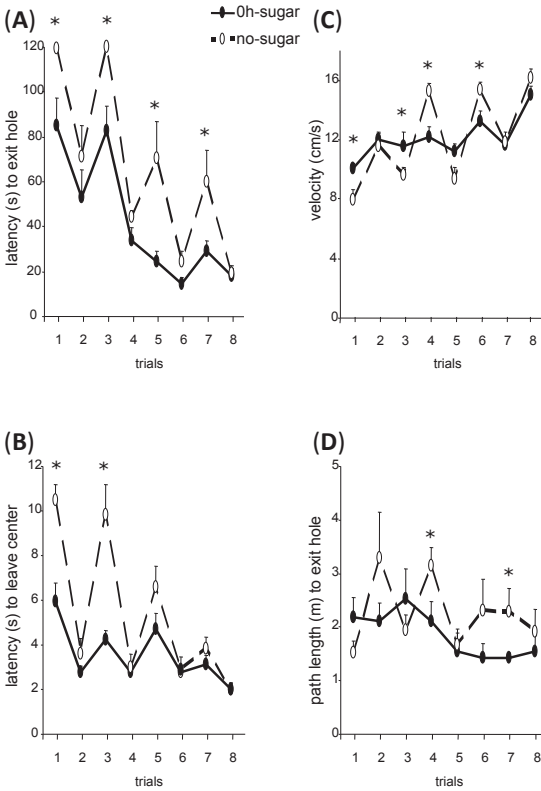 (A)
0h-sugar
no-sugar
* * * *
120
100
80
60
40
20
0
latency (s) to exit hole
1 2 3 4 5 6 7 8
trials
(C)
* * * *
16
12
8
4
0
velocity (cm/s)
1 2 3 4 5 6 7 8
trials
(B)
* *
12
10
8
6
4
2
0
latency (s) to leave center
1 2 3 4 5 6 7 8
trials
(D)
* *
5
4
3
2
1
0
path length (m) to exit hole
1 2 3 4 5 6 7 8
trials